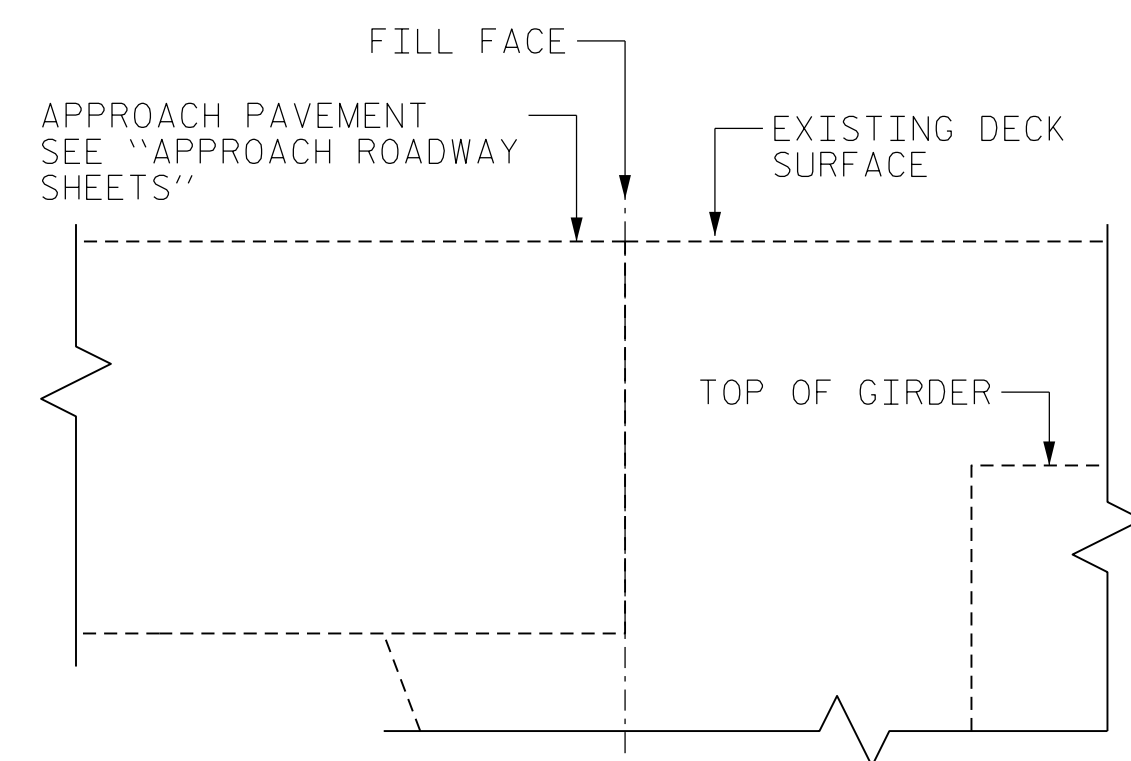 FILL FACE
APPROACH PAVEMENT
SEE "APPROACH ROADWAY
SHEETS"
EXISTING DECK
SURFACE
TOP OF GIRDER